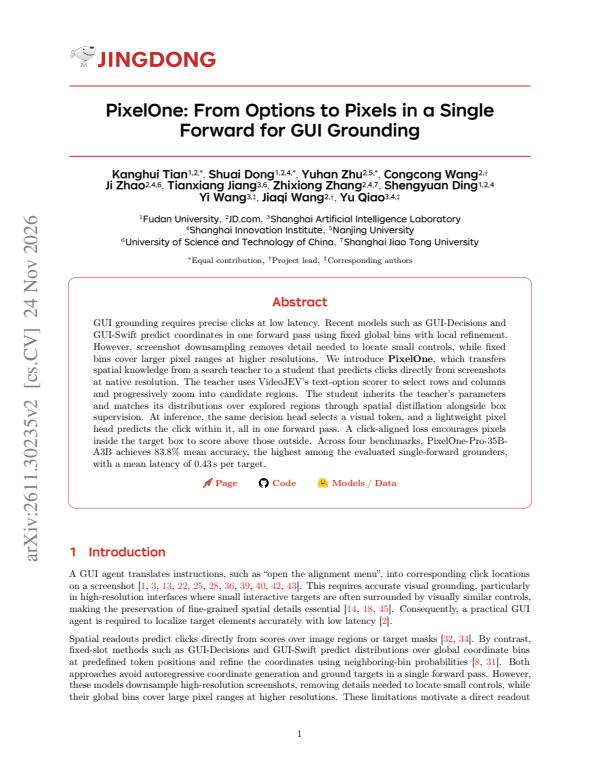 JINGDONG
PixelOne: From Options to Pixels in a Single
Forward for GUI Grounding
Kanghui Tian1,2,*, Shuai Dong1,2,4,*, Yuhan Zhu2,5,*, Congcong Wang2,†
Ji Zhao2,4,6, Tianxiang Jiang3,6, Zhixiong Zhang2,4,7, Shengyuan Ding1,2,4
Yi Wang3,‡, Jiaqi Wang2,†, Yu Qiao3,4,‡
1Fudan University, 2JD.com, 3Shanghai Artificial Intelligence Laboratory
4Shanghai Innovation Institute, 5Nanjing University
6University of Science and Technology of China, 7Shanghai Jiao Tong University
*Equal contribution, †Project lead, ‡Corresponding authors
arXiv:2611.30235v2 [cs.CV] 24 Nov 2026
Abstract
GUI grounding requires precise clicks at low latency. Recent models such as GUI-Decisions and
GUI-Swift predict coordinates in one forward pass using fixed global bins with local refinement.
However, screenshot downsampling removes detail needed to locate small controls, while fixed
bins cover larger pixel ranges at higher resolutions. We introduce PixelOne, which transfers
spatial knowledge from a search teacher to a student that predicts clicks directly from screenshots
at native resolution. The teacher uses VideoJEV's text-option scorer to select rows and columns
and progressively zoom into candidate regions. The student inherits the teacher's parameters
and matches its distributions over explored regions through spatial distillation alongside box
supervision. At inference, the same decision head selects a visual token, and a lightweight pixel
head predicts the click within it, all in one forward pass. A click-aligned loss encourages pixels
inside the target box to score above those outside. Across four benchmarks, PixelOne-Pro-35B-
A3B achieves 83.8% mean accuracy, the highest among the evaluated single-forward grounders,
with a mean latency of 0.43 s per target.
Page Code Models / Data
1 Introduction
A GUI agent translates instructions, such as “open the alignment menu”, into corresponding click locations
on a screenshot [1, 3, 13, 22, 25, 28, 36, 39, 40, 42, 43]. This requires accurate visual grounding, particularly
in high-resolution interfaces where small interactive targets are often surrounded by visually similar controls,
making the preservation of fine-grained spatial details essential [14, 18, 45]. Consequently, a practical GUI
agent is required to localize target elements accurately with low latency [2].
Spatial readouts predict clicks directly from scores over image regions or target masks [32, 34]. By contrast,
fixed-slot methods such as GUI-Decisions and GUI-Swift predict distributions over global coordinate bins
at predefined token positions and refine the coordinates using neighboring-bin probabilities [8, 31]. Both
approaches avoid autoregressive coordinate generation and ground targets in a single forward pass. However,
these models downsample high-resolution screenshots, removing details needed to locate small controls, while
their global bins cover large pixel ranges at higher resolutions. These limitations motivate a direct readout
1